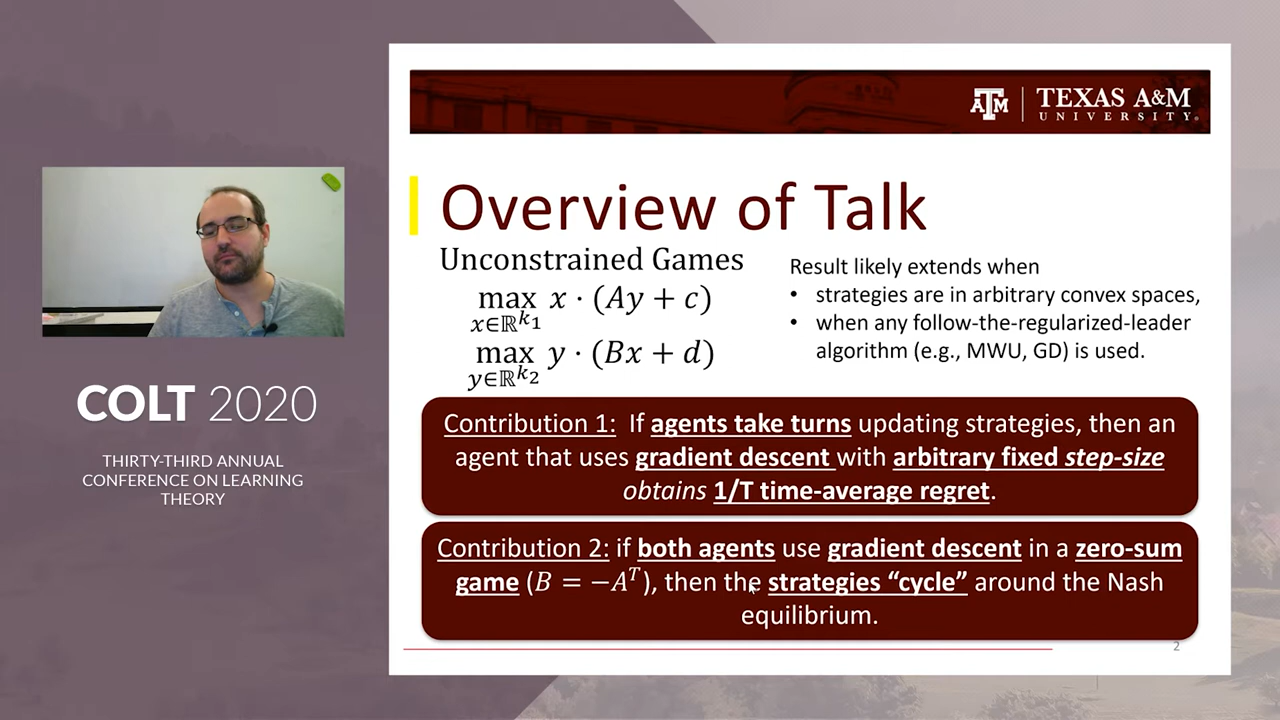 TEXAS A&M
UNIVERSITY®
Overview of Talk
Unconstrained Games
max x · (Ay + c)
x∈ℝ^k₁
max y · (Bx + d)
y∈ℝ^k₂
Result likely extends when
• strategies are in arbitrary convex spaces,
• when any follow-the-regularized-leader
algorithm (e.g., MWU, GD) is used.
Contribution 1: If agents take turns updating strategies, then an
agent that uses gradient descent with arbitrary fixed step-size
obtains 1/T time-average regret.
Contribution 2: if both agents use gradient descent in a zero-sum
game (B = −Aᵀ), then the strategies “cycle” around the Nash
equilibrium.
2
COLT 2020
THIRTY-THIRD ANNUAL
CONFERENCE ON LEARNING
THEORY